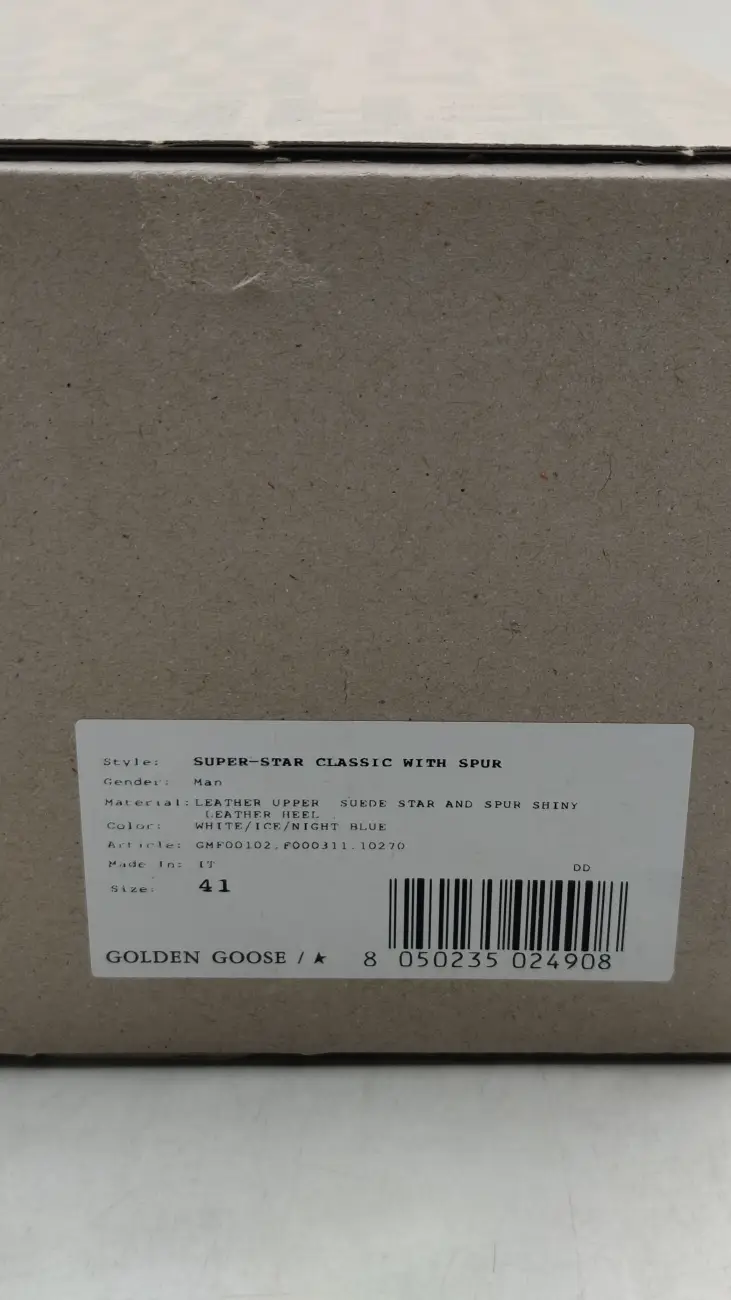 Style: SUPER-STAR CLASSIC WITH SPUR
Gender: Man
Material: LEATHER UPPER SUEDE STAR AND SPUR SHINY
LEATHER HEEL
Color: WHITE/ICE/NIGHT BLUE
Article: GMF00102.F000311.10270
Made In: IT
DD
Size: 41
GOLDEN GOOSE /
8 050235 024908